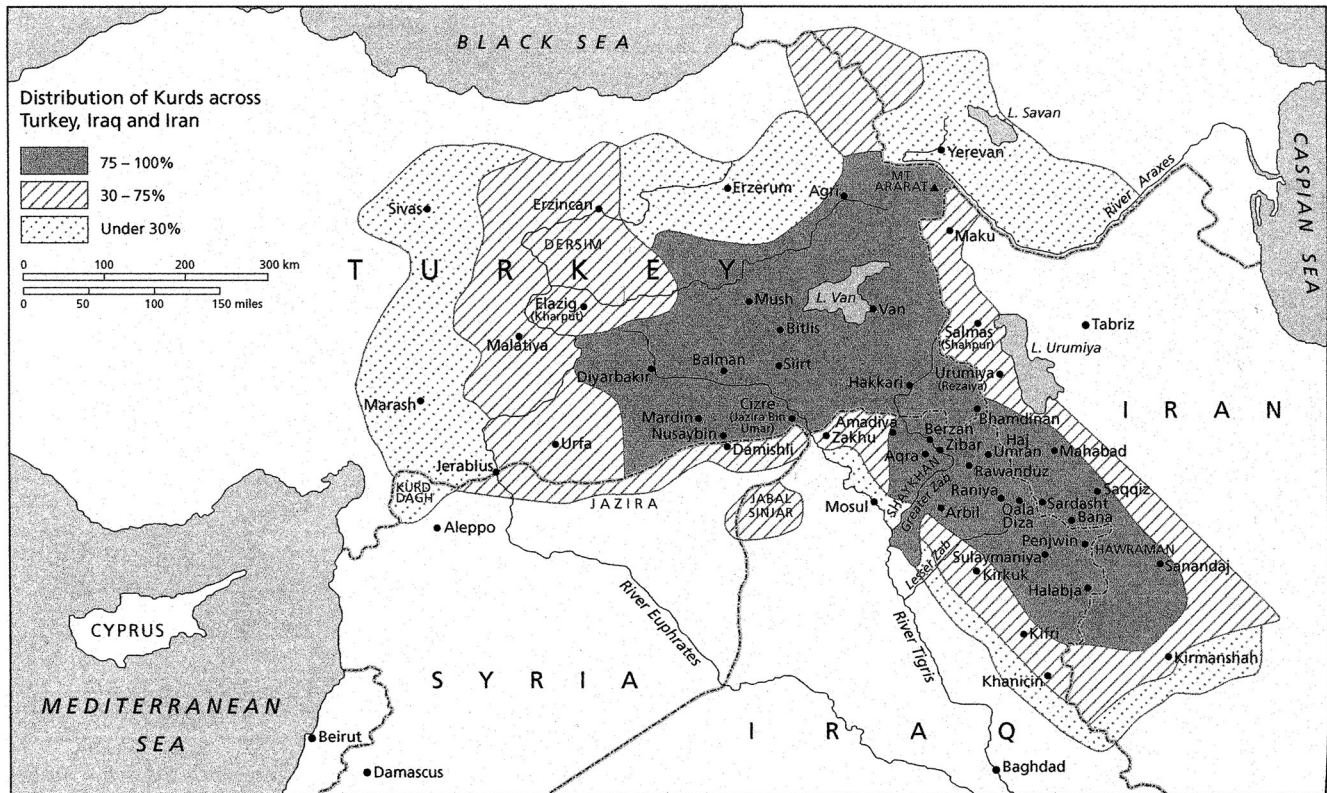 BLACK SEA
Distribution of Kurds across
Turkey, Iraq and Iran
75 – 100%
30 – 75%
Under 30%
0 100 200 300 km
0 50 100 150 miles
L. Savan
Yerevan
CASPIAN SEA
MT
ARARAT
River Araxes
Erzerum
Agri
Sivas
Erzincan
Maku
DERSIM
TURKEY
Elazig
(Kharput)
Mush
L. Van
Van
Tabriz
Salmas
(Shahpur)
Bitlis
Malatiya
L. Urumiya
Balman
Siirt
Diyarbakir
Urumiya
(Rezaiya)
Hakkari
IRAN
Marash
Cizre
(Jazira Bin
Umar)
Mardin
Nusaybin
Bhamdinan
Amadiya
Zakhu
Berzan
Zibar
Haj
Umran
Urfa
Damishli
Mahabad
Aqra
Rawanduz
Jerablus
SHAYKHAN
Greater Zab
KURD
DAGH
JAZIRA
JABAL
SINJAR
Raniya
Saqqiz
Mosul
Arbil
Qala
Diza
Sardasht
Bana
Aleppo
Penjwin
HAWRAMAN
Sulaymaniya
Lesser Zab
Kirkuk
Sanandaj
Halabja
River Euphrates
CYPRUS
River Tigris
Kifri
Kirmanshah
SYRIA
Khanicin
MEDITERRANEAN
SEA
IRAQ
Beirut
Damascus
Baghdad